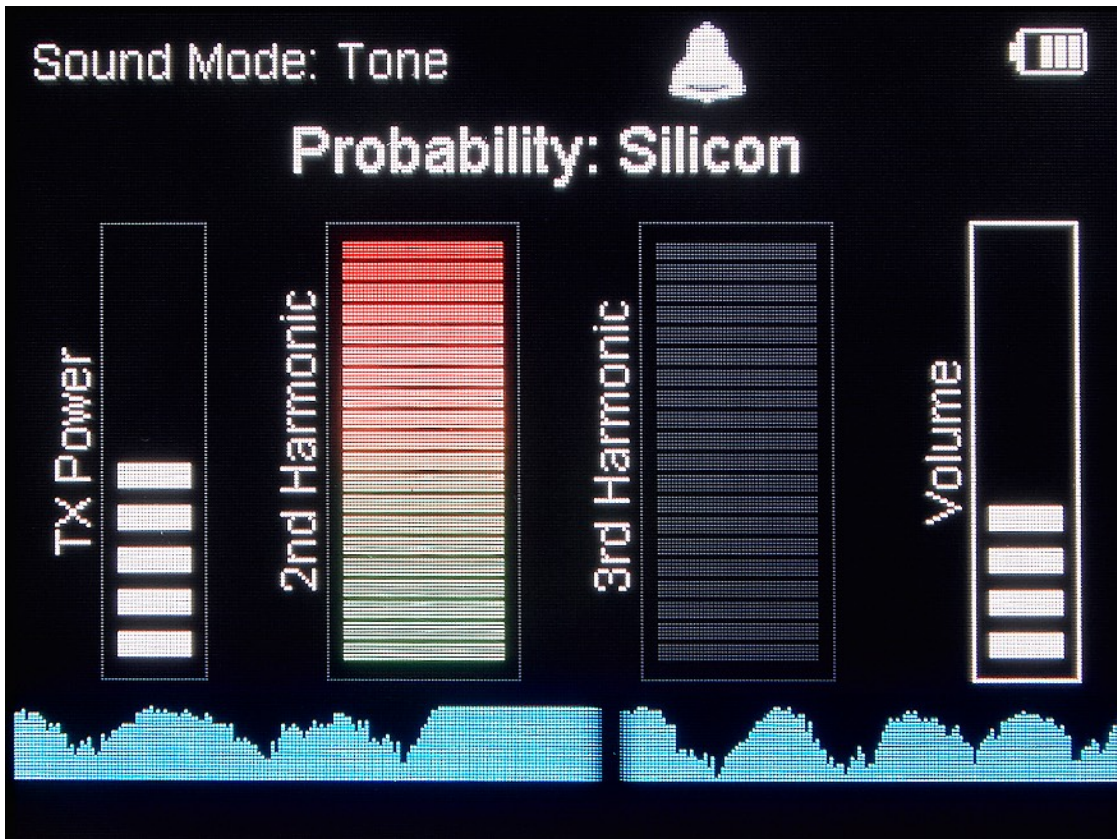 Sound Mode: Tone
Probability: Silicon
TX Power
2nd Harmonic
3rd Harmonic
Volume